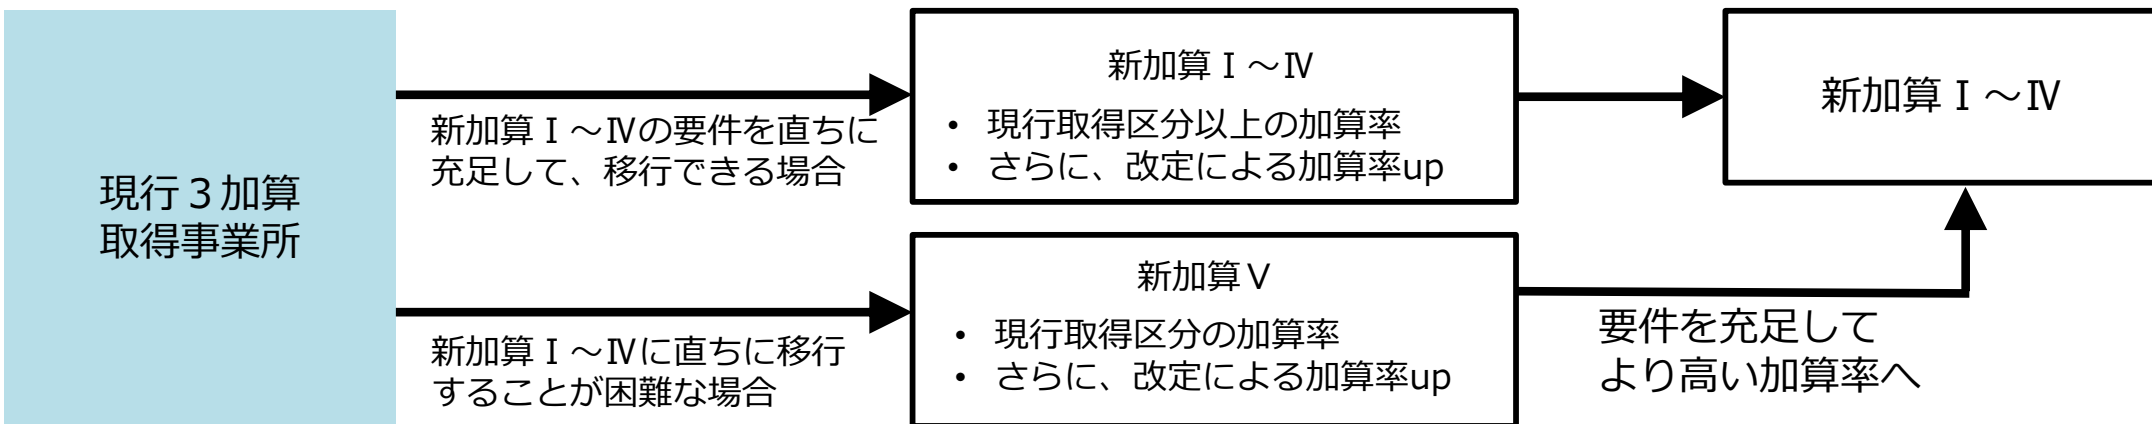 現行３加算
取得事業所
新加算Ⅰ～Ⅳの要件を直ちに
充足して、移行できる場合
新加算Ⅰ～Ⅳに直ちに移行
することが困難な場合
新加算Ⅰ～Ⅳ
• 現行取得区分以上の加算率
• さらに、改定による加算率up
新加算Ⅴ
• 現行取得区分の加算率
• さらに、改定による加算率up
要件を充足して
より高い加算率へ
新加算Ⅰ～Ⅳ